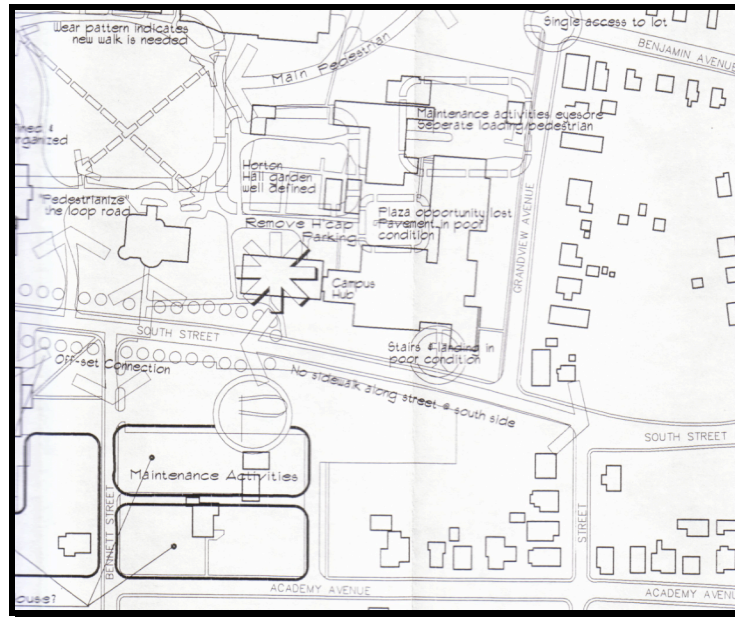 Wear pattern indicates
new walk is needed
Single access to lot
BENJAMIN AVENUE
Main Pedestrian
Maintenance activities eyesore
Seperate loading/pedestrian
organized
Horton
Hall garden
well defined
"Pedestrianize"
the loop road
Plaza opportunity lost
Pavement in poor
condition
Remove H'cap
Parking
GRANDVIEW AVENUE
Campus
Hub
SOUTH STREET
Stairs & landing in
poor condition
Off-set Connection
No sidewalk along street @ south side
SOUTH STREET
Maintenance Activities
BENNETT STREET
STREET
ACADEMY AVENUE
ACADEMY AVENUE